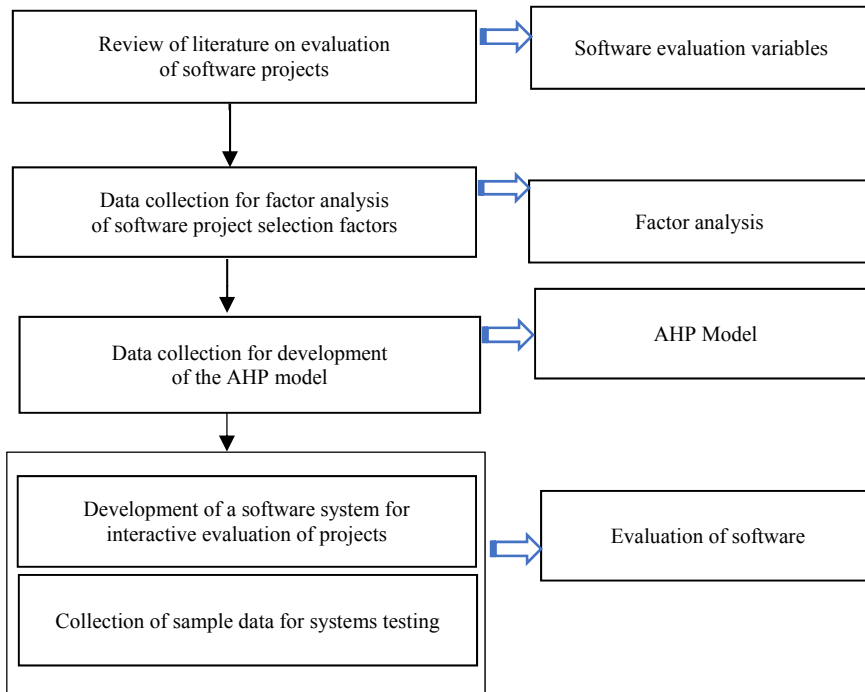 Review of literature on evaluation
of software projects
Software evaluation variables
Data collection for factor analysis
of software project selection factors
Factor analysis
Data collection for development
of the AHP model
AHP Model
Development of a software system for
interactive evaluation of projects
Evaluation of software
Collection of sample data for systems testing